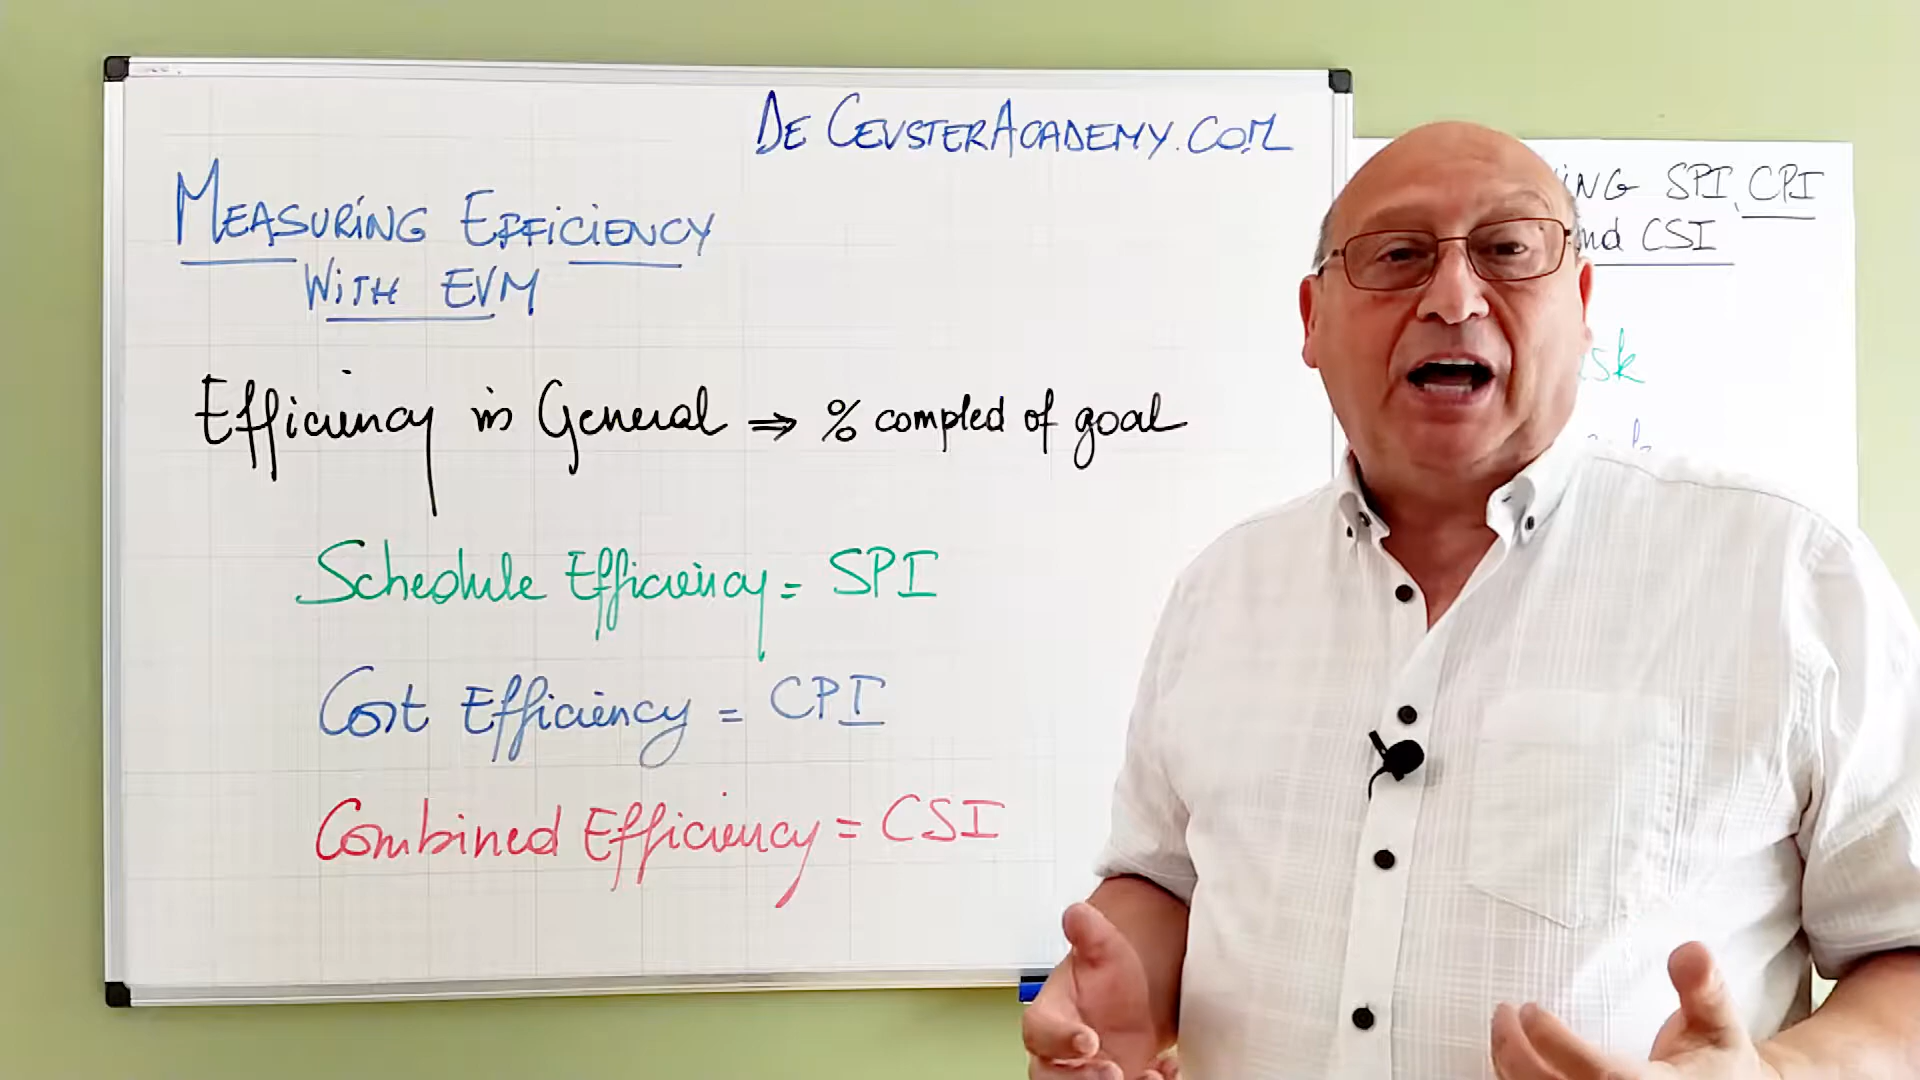 De CeusterAcademy.com
Measuring Efficiency
With EVM
Efficiency in General ⇒ % compled of goal
Schedule Efficiency = SPI
Cost Efficiency = CPI
Combined Efficiency = CSI
SPI, CPI
CSI